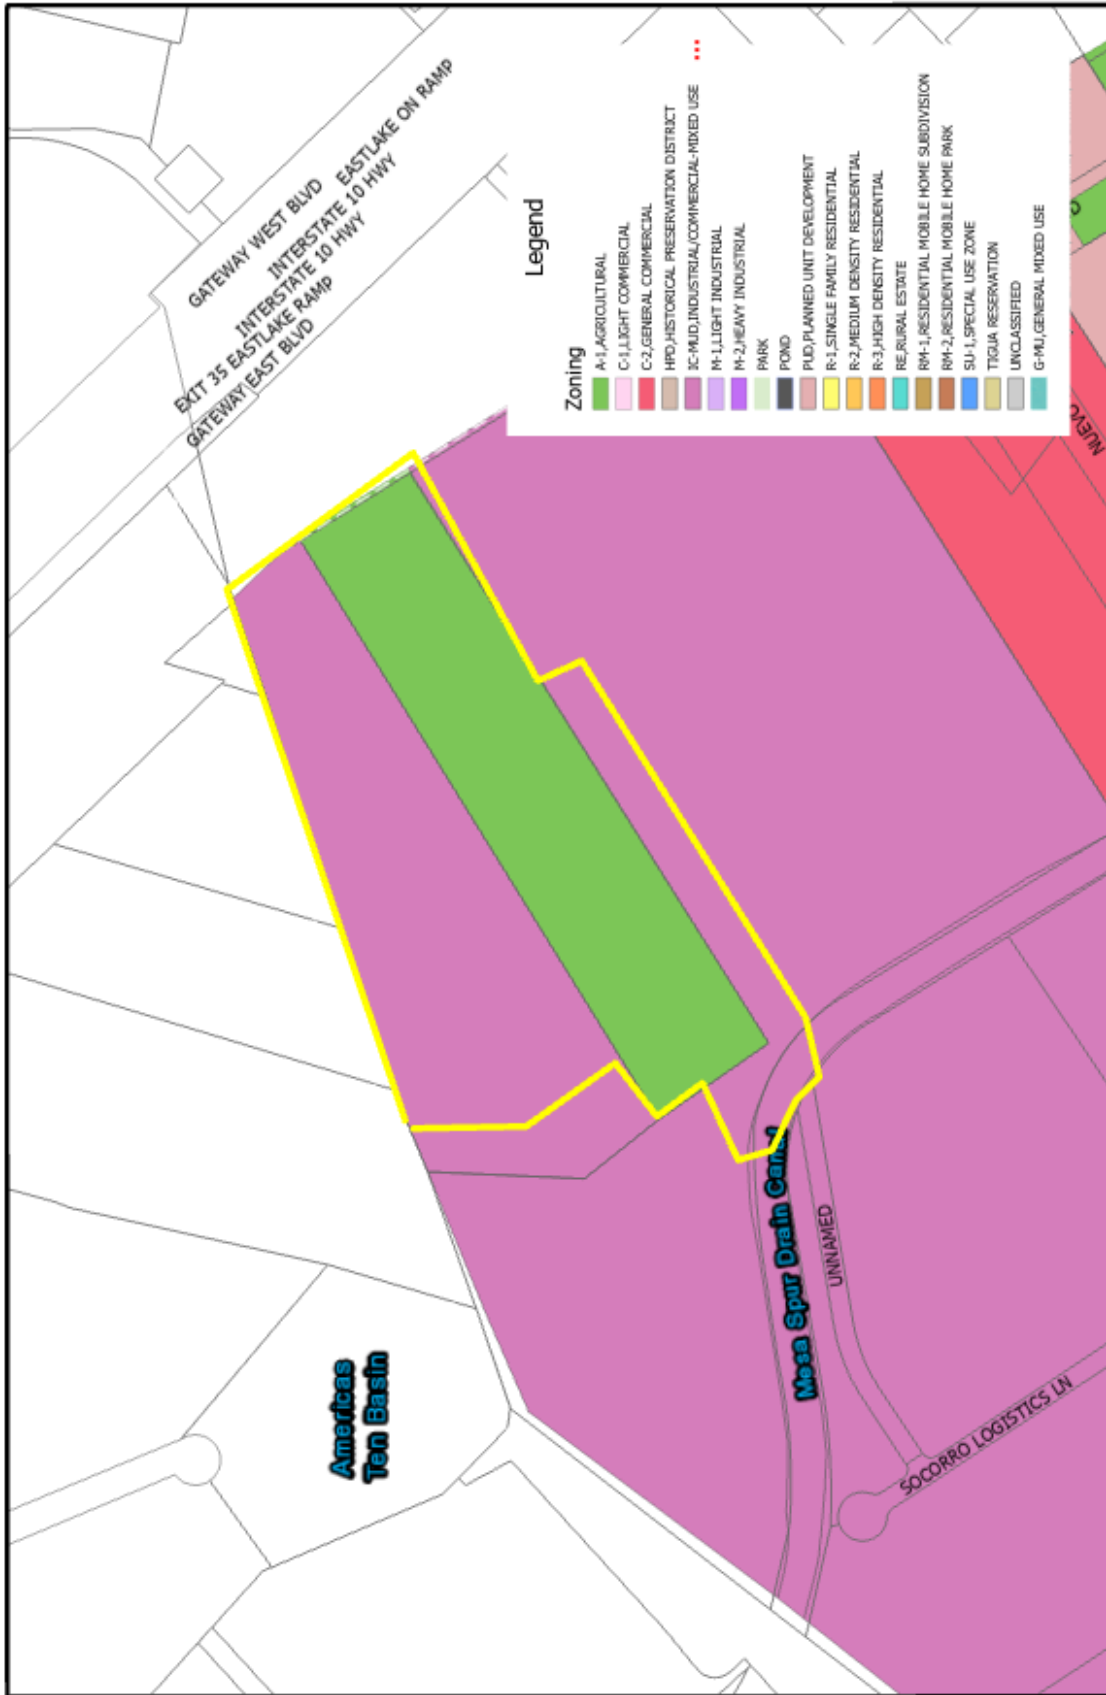 GATEWAY WEST BLVD
EASTLAKE ON RAMP
INTERSTATE 10 HWY
INTERSTATE 10 HWY
EXIT 35 EASTLAKE RAMP
GATEWAY EAST BLVD
Legend
Zoning
A-1,AGRICULTURAL
C-1,LIGHT COMMERCIAL
C-2,GENERAL COMMERCIAL
HPD,HISTORICAL PRESERVATION DISTRICT
IC-MUD,INDUSTRIAL/COMMERCIAL-MIXED USE
M-1,LIGHT INDUSTRIAL
M-2,HEAVY INDUSTRIAL
PARK
POND
PUD,PLANNED UNIT DEVELOPMENT
R-1,SINGLE FAMILY RESIDENTIAL
R-2,MEDIUM DENSITY RESIDENTIAL
R-3,HIGH DENSITY RESIDENTIAL
RE,RURAL ESTATE
RM-1,RESIDENTIAL MOBILE HOME SUBDIVISION
RM-2,RESIDENTIAL MOBILE HOME PARK
SU-1,SPECIAL USE ZONE
TIGUA RESERVATION
UNCLASSIFIED
G-MU,GENERAL MIXED USE
NUEVO
Mesa Spur Drain Canal
UNNAMED
Americas
Ten Basin
SOCORRO LOGISTICS LN